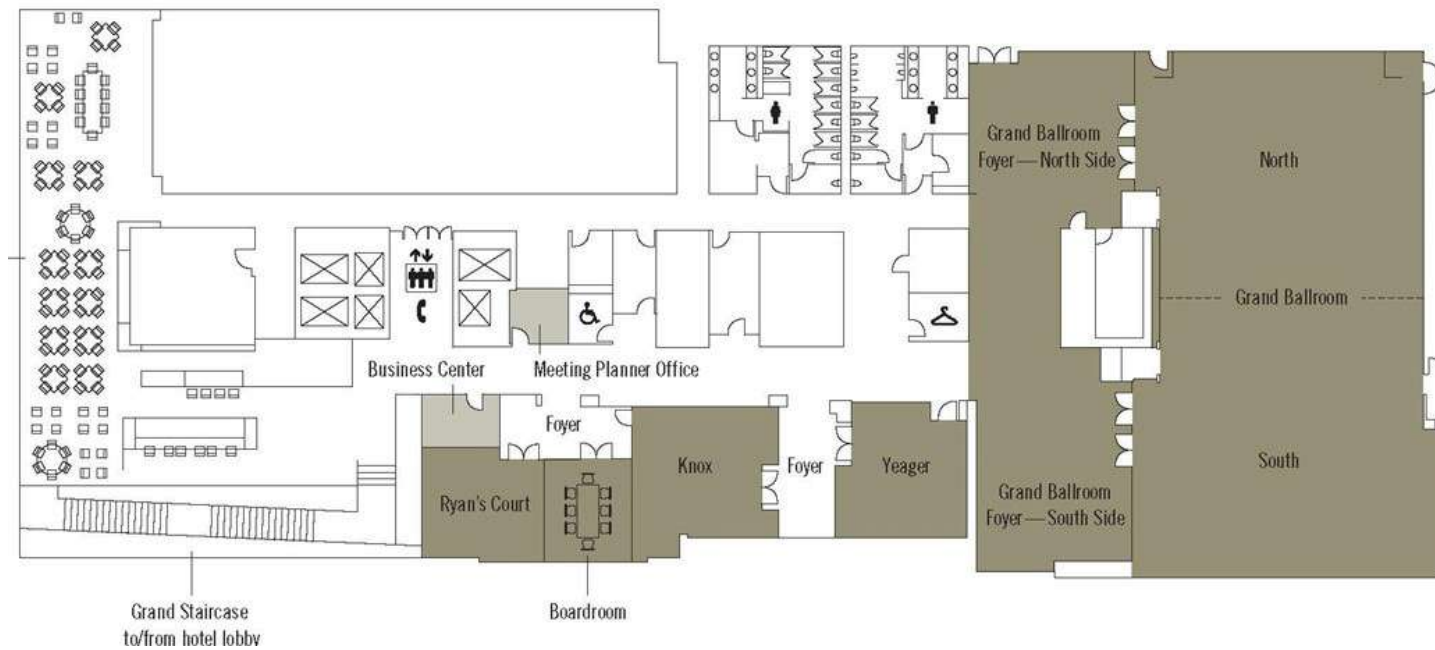 Grand Ballroom
Foyer—North Side
North
Grand Ballroom
Business Center
Meeting Planner Office
Foyer
Knox
Foyer
Yeager
South
Ryan's Court
Grand Ballroom
Foyer—South Side
Grand Staircase
to/from hotel lobby
Boardroom